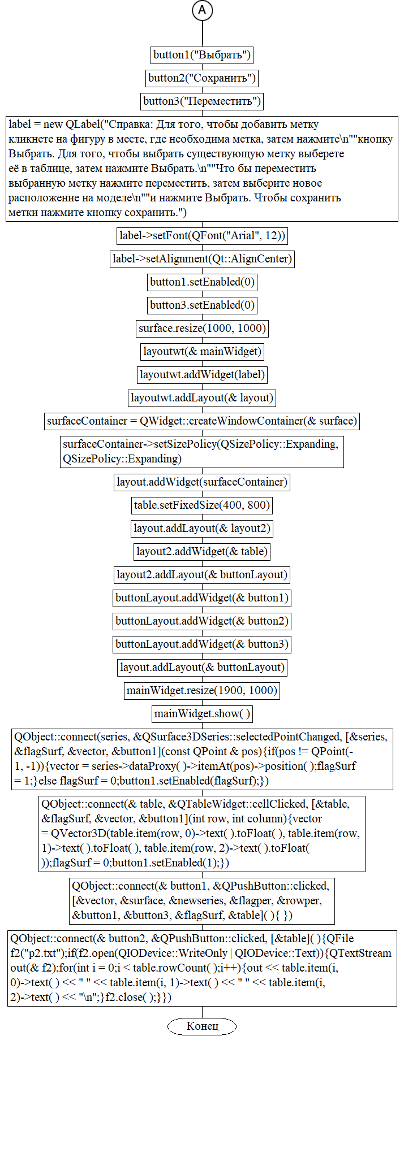 A
button1("Выбрать")
button2("Сохранить")
button3("Переместить")
label = new QLabel("Справка: Для того, чтобы добавить метку
кликнете на фигуру в месте, где необходима метка, затем нажмите\n""кнопку
Выбрать. Для того, чтобы выбрать существующую метку выберете
её в таблице, затем нажмите Выбрать.\n""Что бы переместить
выбранную метку нажмите переместить, затем выберите новое
расположение на моделе\n""и нажмите Выбрать. Чтобы сохранить
метки нажмите кнопку сохранить.")
label->setFont(QFont("Arial", 12))
label->setAlignment(Qt::AlignCenter)
button1.setEnabled(0)
button3.setEnabled(0)
surface.resize(1000, 1000)
layoutwt(& mainWidget)
layoutwt.addWidget(label)
layoutwt.addLayout(& layout)
surfaceContainer = QWidget::createWindowContainer(& surface)
surfaceContainer->setSizePolicy(QSizePolicy::Expanding,
QSizePolicy::Expanding)
layout.addWidget(surfaceContainer)
table.setFixedSize(400, 800)
layout.addLayout(& layout2)
layout2.addWidget(& table)
layout2.addLayout(& buttonLayout)
buttonLayout.addWidget(& button1)
buttonLayout.addWidget(& button2)
buttonLayout.addWidget(& button3)
layout.addLayout(& buttonLayout)
mainWidget.resize(1900, 1000)
mainWidget.show( )
QObject::connect(series, &QSurface3DSeries::selectedPointChanged, [&series,
&flagSurf, &vector, &button1](const QPoint & pos){if(pos != QPoint(-
1, -1)){vector = series->dataProxy( )->itemAt(pos)->position( );flagSurf
= 1;}else flagSurf = 0;button1.setEnabled(flagSurf);})
QObject::connect(& table, &QTableWidget::cellClicked, [&table,
&flagSurf, &vector, &button1](int row, int column){vector
= QVector3D(table.item(row, 0)->text( ).toFloat( ), table.item(row,
1)->text( ).toFloat( ), table.item(row, 2)->text( ).toFloat(
));flagSurf = 0;button1.setEnabled(1);})
QObject::connect(& button1, &QPushButton::clicked,
[&vector, &surface, &newseries, &flagper, &rowper,
&button1, &button3, &flagSurf, &table]( ){ })
QObject::connect(& button2, &QPushButton::clicked, [&table]( ){QFile
f2("p2.txt");if(f2.open(QIODevice::WriteOnly | QIODevice::Text)){QTextStream
out(& f2);for(int i = 0;i < table.rowCount( );i++){out << table.item(i,
0)->text( ) << " " << table.item(i, 1)->text( ) << " " << table.item(i,
2)->text( ) << "\n";}f2.close( );}})
Конец